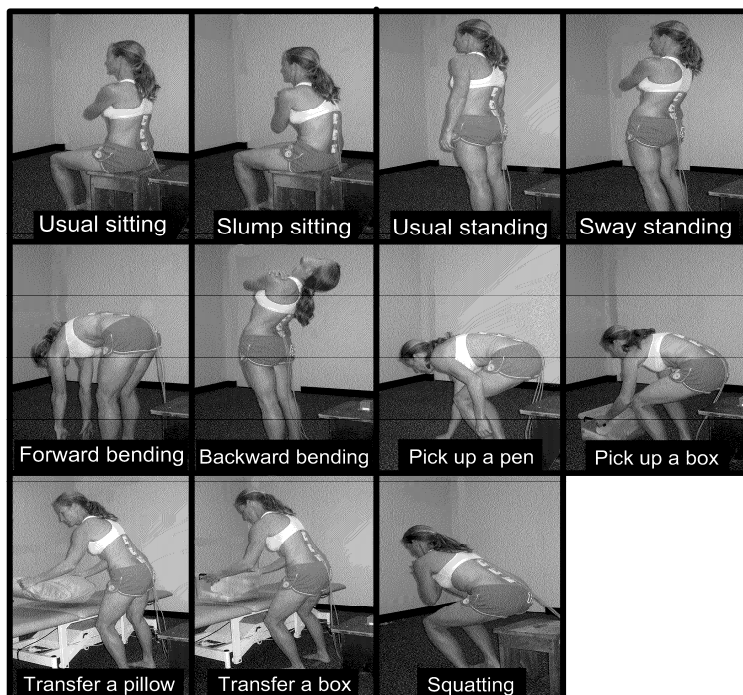 Usual sitting
Slump sitting
Usual standing
Sway standing
Forward bending
Backward bending
Pick up a pen
Pick up a box
Transfer a pillow
Transfer a box
Squatting